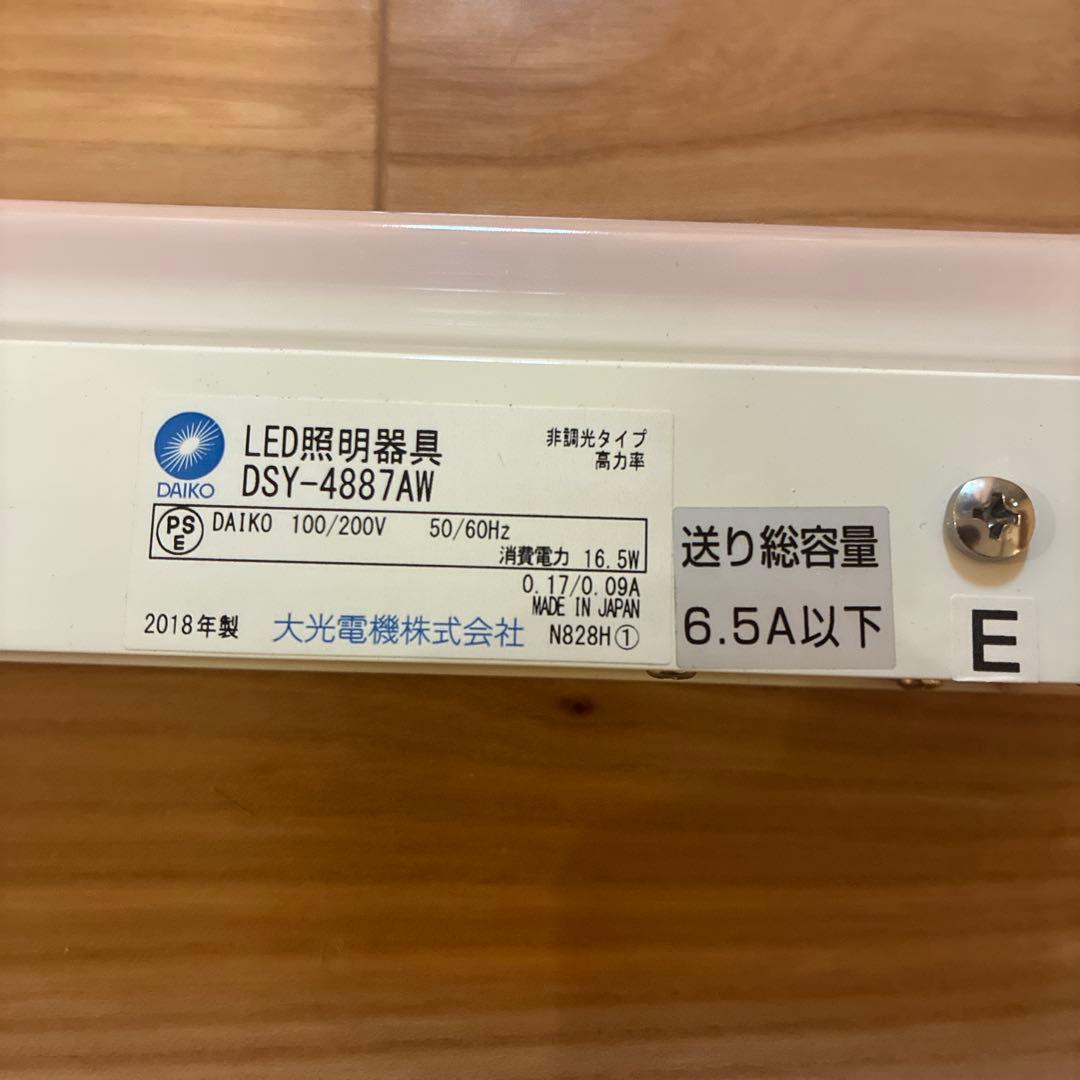 LED照明器具
DSY-4887AW
非調光タイプ
高力率
DAIKO
PS
E
DAIKO 100/200V 50/60Hz
消費電力 16.5W
0.17/0.09A
MADE IN JAPAN
2018年製 大光電機株式会社 N828H①
送り総容量
6.5A以下
E